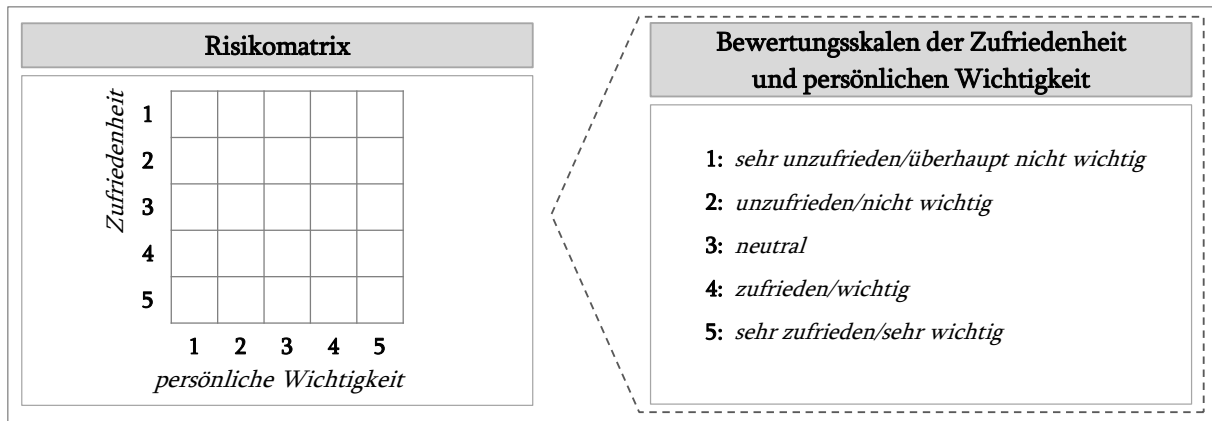 Risikomatrix
Zufriedenheit
1
2
3
4
5
1 2 3 4 5
persönliche Wichtigkeit
Bewertungsskalen der Zufriedenheit
und persönlichen Wichtigkeit
1: sehr unzufrieden/überhaupt nicht wichtig
2: unzufrieden/nicht wichtig
3: neutral
4: zufrieden/wichtig
5: sehr zufrieden/sehr wichtig